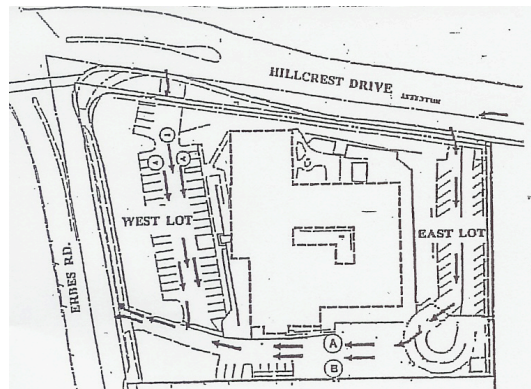 HILLCREST DRIVE
WEST LOT
EAST LOT
ERBES RD.
A
B